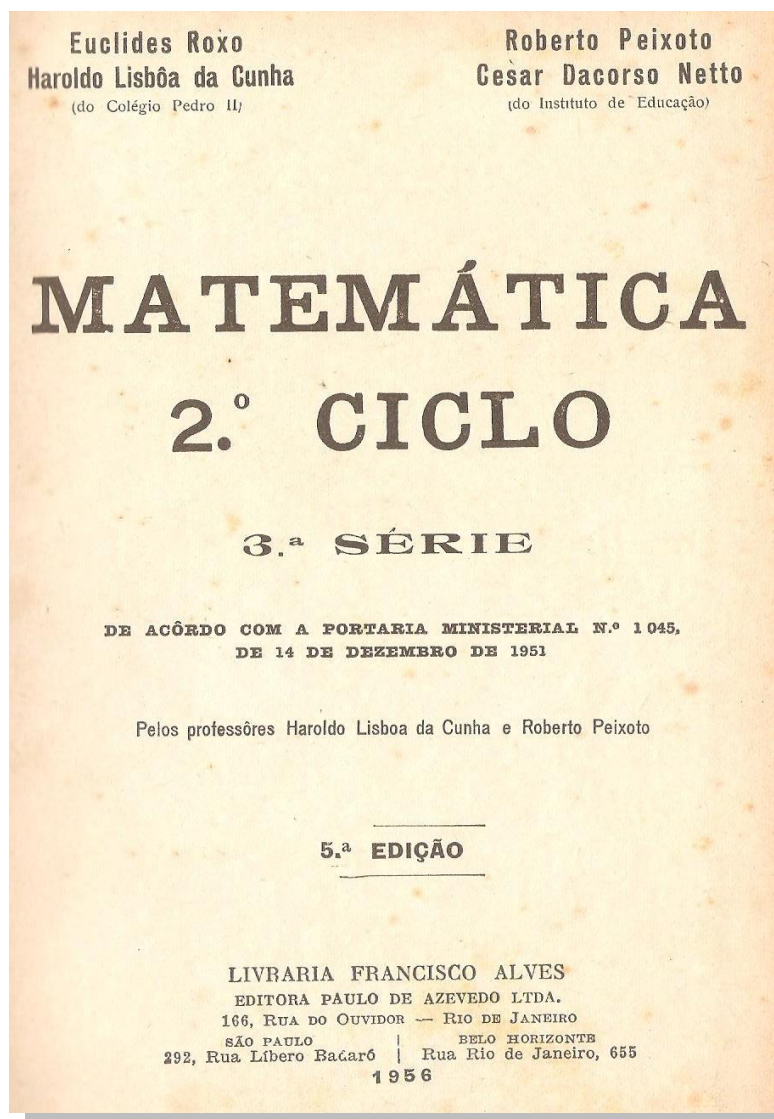 Euclides Roxo
Haroldo Lisbôa da Cunha
(do Colégio Pedro II)
Roberto Peixoto
Cesar Dacorso Netto
(do Instituto de Educação)
MATEMÁTICA
2.º CICLO
3.ª SÉRIE
DE ACÔRDO COM A PORTARIA MINISTERIAL N.º 1 045,
DE 14 DE DEZEMBRO DE 1951
Pelos professôres Haroldo Lisboa da Cunha e Roberto Peixoto
5.ª EDIÇÃO
LIVRARIA FRANCISCO ALVES
EDITORA PAULO DE AZEVEDO LTDA.
166, RUA DO OUVIDOR — RIO DE JANEIRO
SÃO PAULO | BELO HORIZONTE
292, Rua Líbero Badaró | Rua Rio de Janeiro, 655
1956